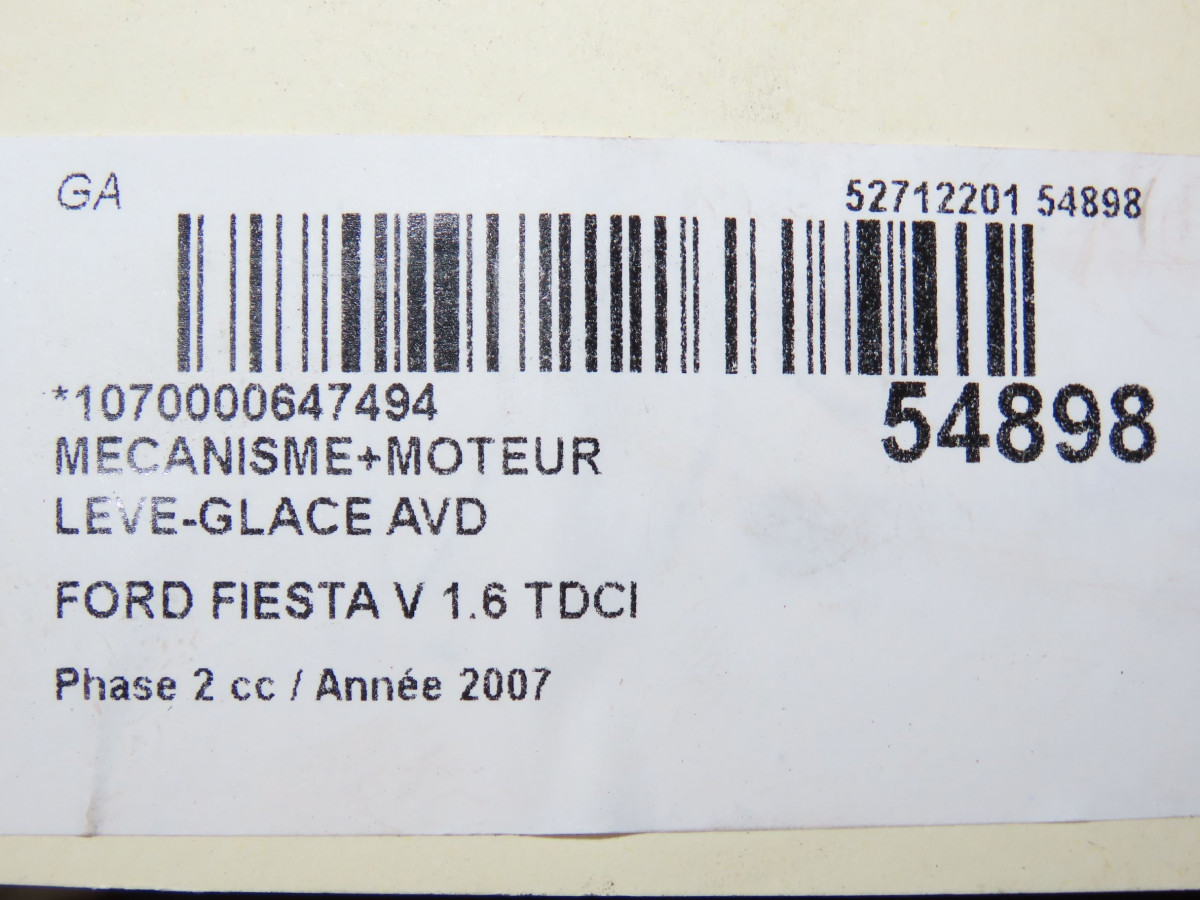 GA
52712201 54898
*1070000647494
54898
MECANISME+MOTEUR
LEVE-GLACE AVD
FORD FIESTA V 1.6 TDCI
Phase 2 cc / Année 2007